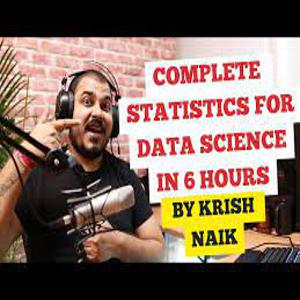 COMPLETE
STATISTICS FOR
DATA SCIENCE
IN 6 HOURS
BY KRISH
NAIK